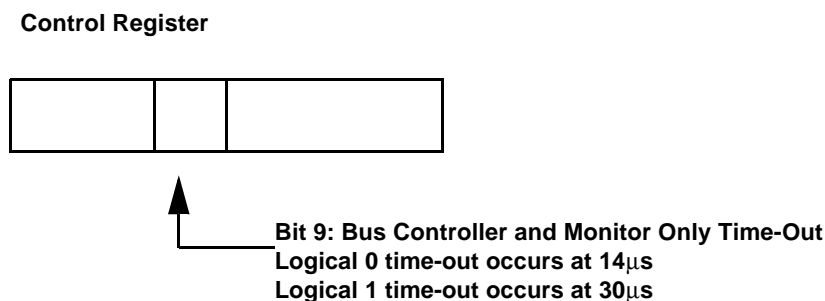 Control Register
Bit 9: Bus Controller and Monitor Only Time-Out
Logical 0 time-out occurs at 14μs
Logical 1 time-out occurs at 30μs